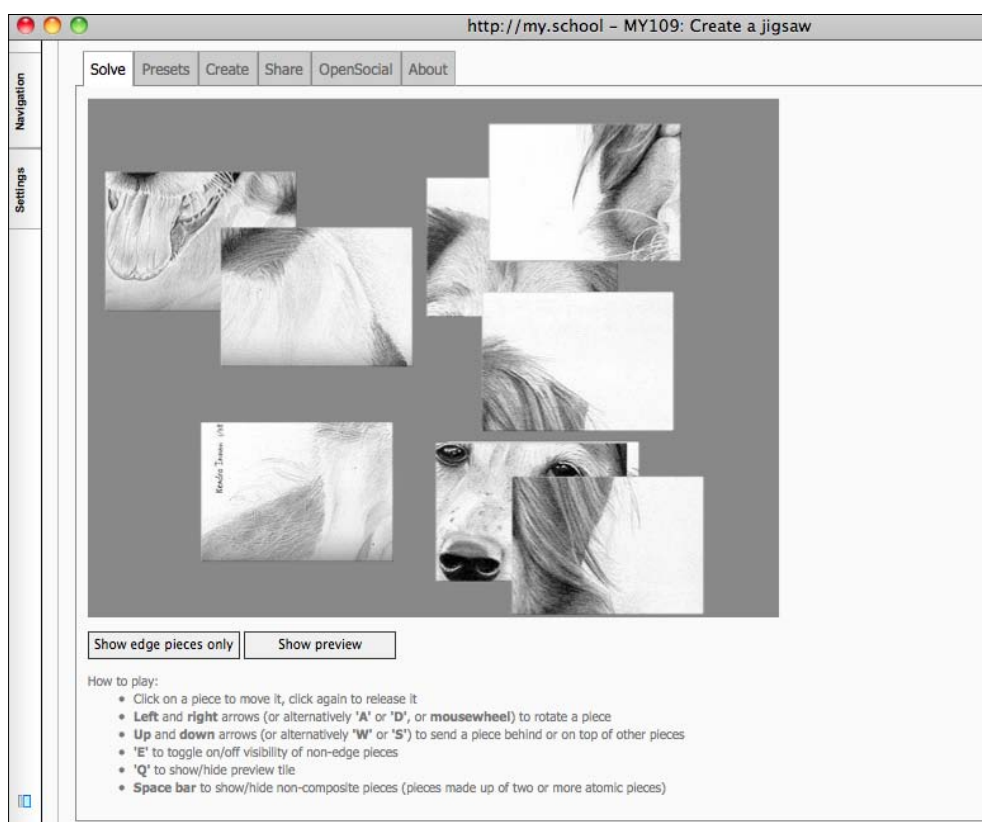 http://my.school - MY109: Create a jigsaw
Navigation
Settings
Solve Presets Create Share OpenSocial About
Kendra Inman
Show edge pieces only Show preview
How to play:
• Click on a piece to move it, click again to release it
• Left and right arrows (or alternatively 'A' or 'D', or mousewheel) to rotate a piece
• Up and down arrows (or alternatively 'W' or 'S') to send a piece behind or on top of other pieces
• 'E' to toggle on/off visibility of non-edge pieces
• 'Q' to show/hide preview tile
• Space bar to show/hide non-composite pieces (pieces made up of two or more atomic pieces)